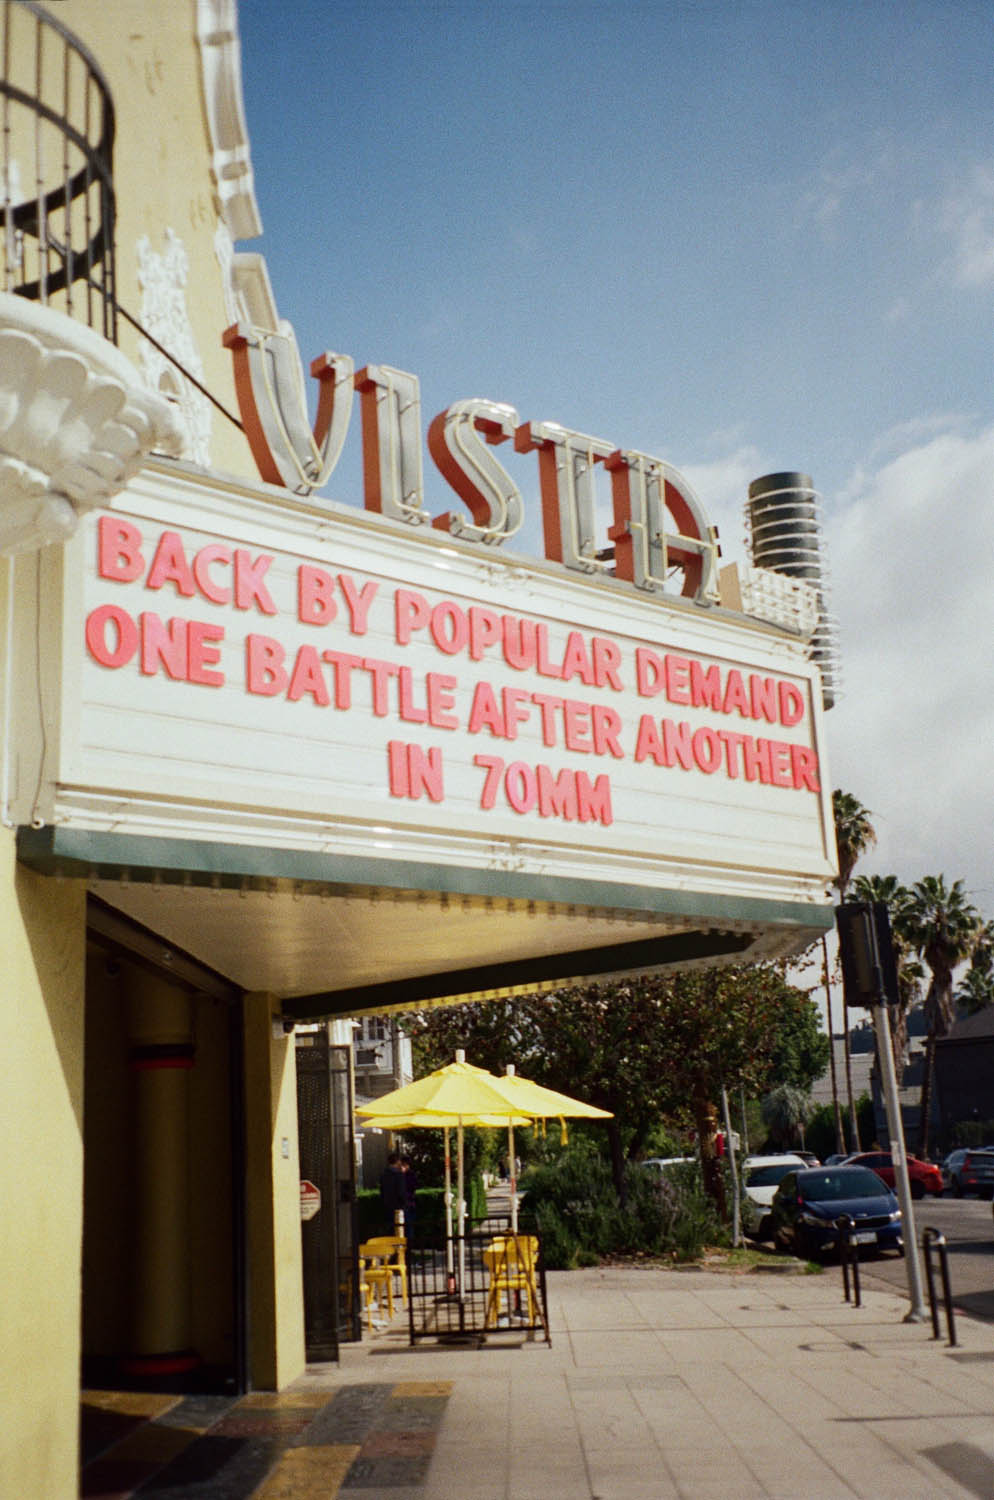 VISTA
BACK BY POPULAR DEMAND
ONE BATTLE AFTER ANOTHER
IN 70MM